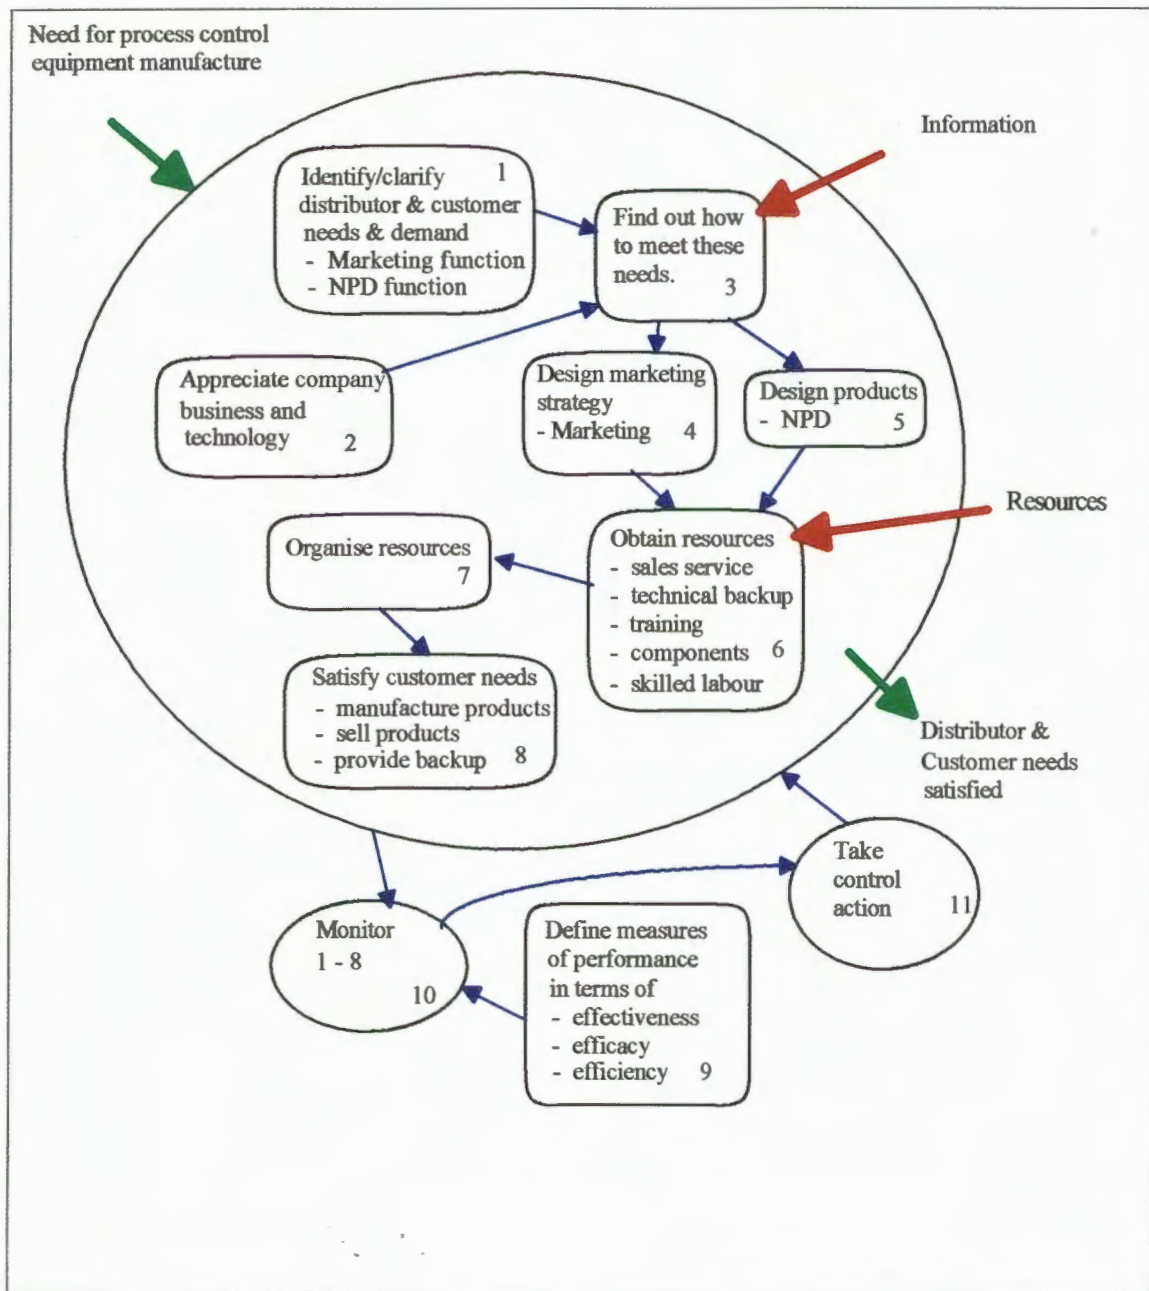 Need for process control
equipment manufacture
Information
Identify/clarify 1
distributor & customer
needs & demand
- Marketing function
- NPD function
Find out how
to meet these
needs.
3
Appreciate company
business and
technology 2
Design marketing
strategy
- Marketing 4
Design products
- NPD 5
Resources
Organise resources
7
Obtain resources
- sales service
- technical backup
- training
- components 6
- skilled labour
Satisfy customer needs
- manufacture products
- sell products
- provide backup 8
Distributor &
Customer needs
satisfied
Take
control
action 11
Monitor
1 - 8
10
Define measures
of performance
in terms of
- effectiveness
- efficacy
- efficiency 9